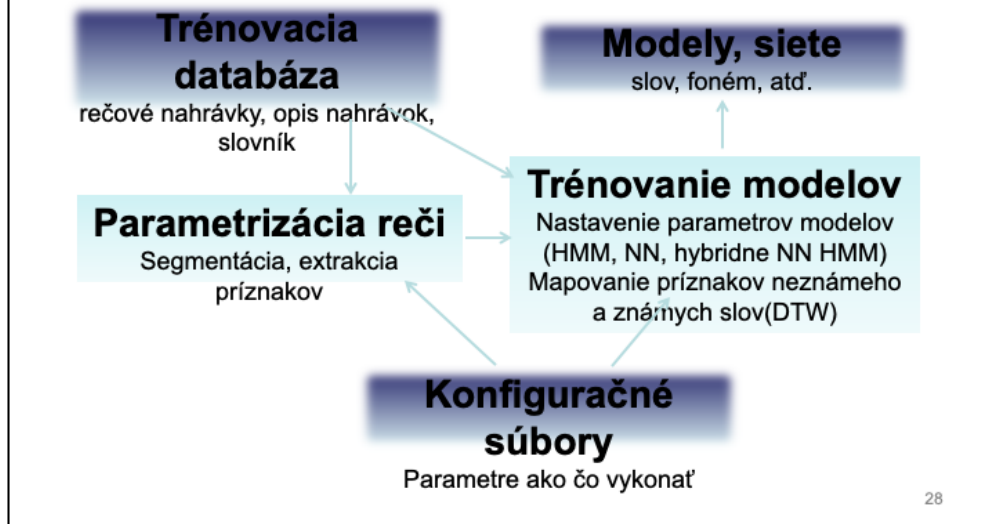 Trénovacia
databáza
rečové nahrávky, opis nahrávok,
slovník
Modely, siete
slov, foném, atď.
Parametrizácia reči
Segmentácia, extrakcia
príznakov
Trénovanie modelov
Nastavenie parametrov modelov
(HMM, NN, hybridne NN HMM)
Mapovanie príznakov neznámeho
a známych slov(DTW)
Konfiguračné
súbory
Parametre ako čo vykonať
28